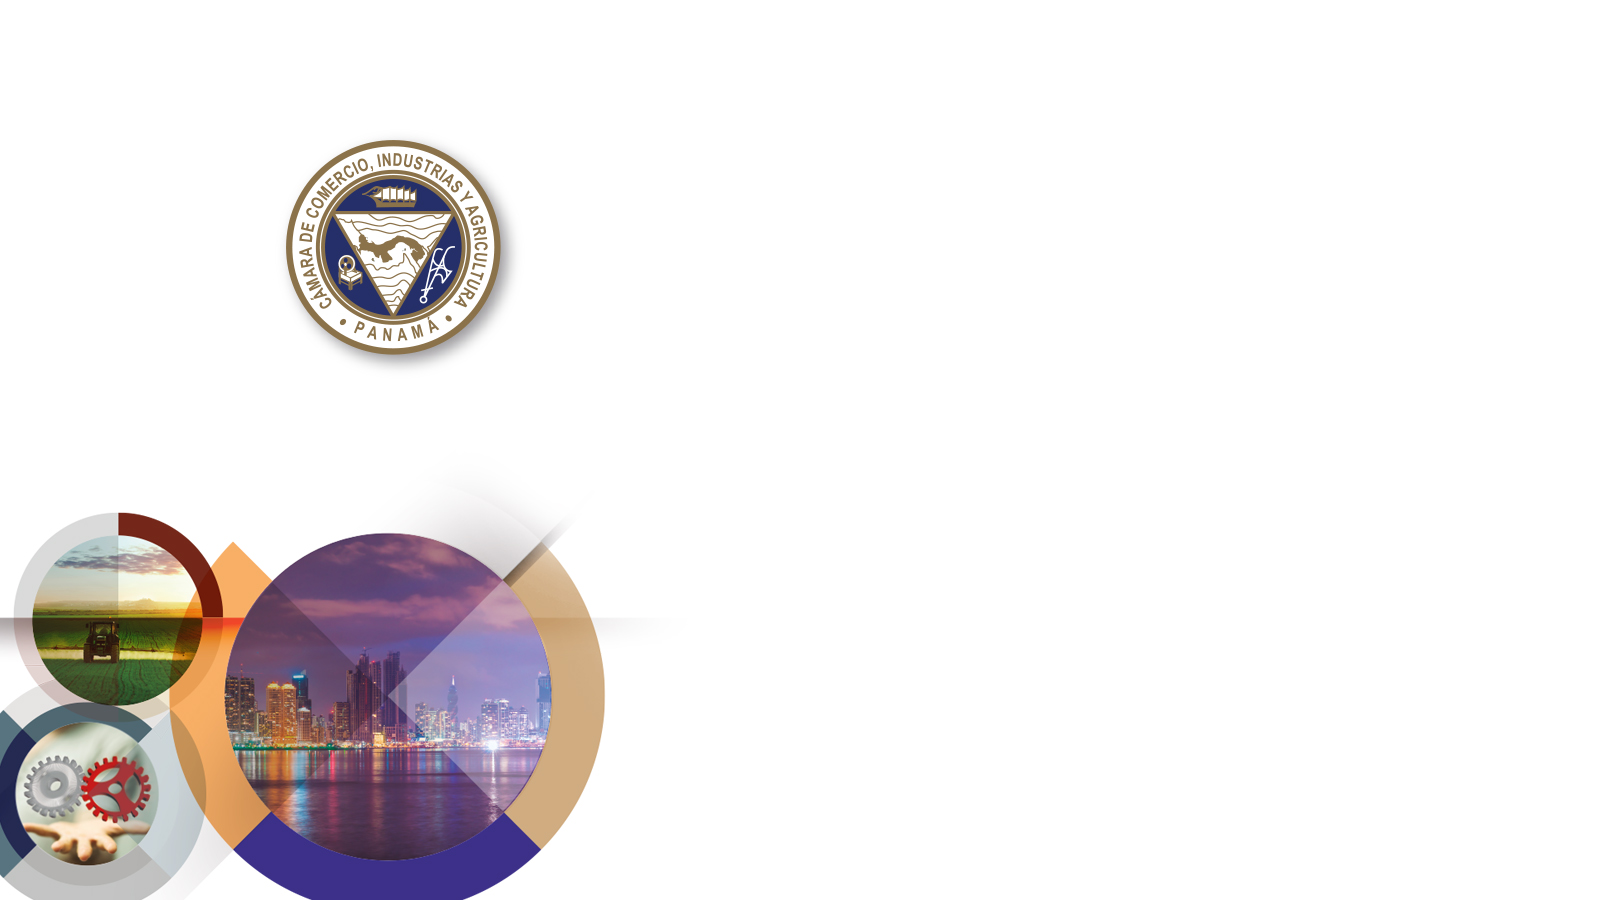 CÁMARA DE COMERCIO, INDUSTRIAS Y AGRICULTURA
• PANAMÁ •